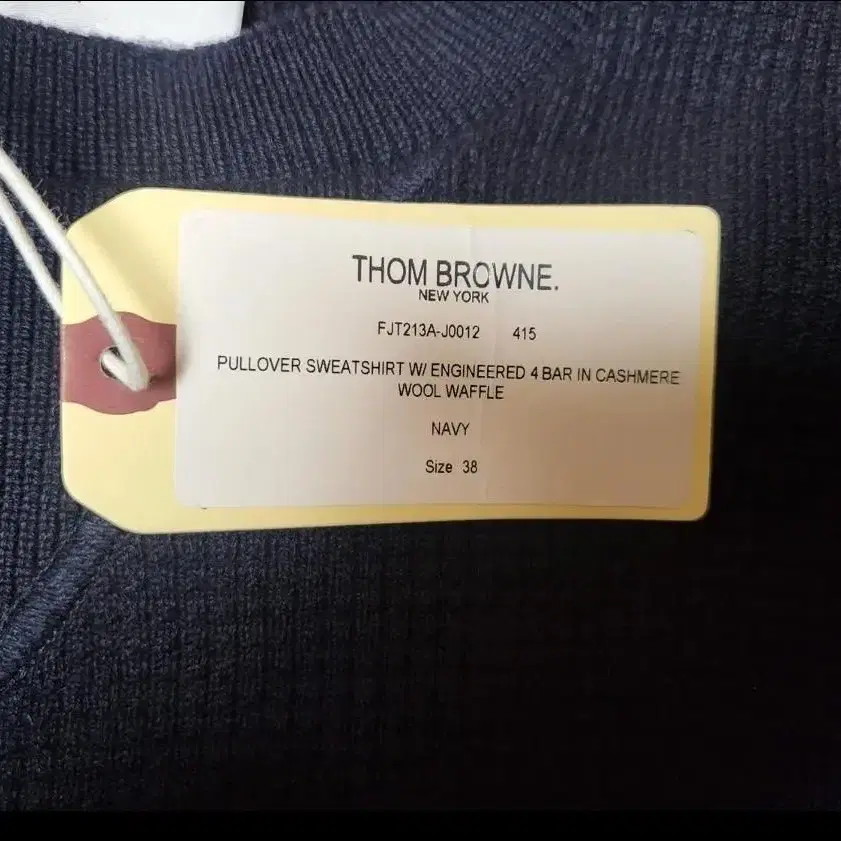 THOM BROWNE.
NEW YORK
FJT213A-J0012 415
PULLOVER SWEATSHIRT W/ ENGINEERED 4 BAR IN CASHMERE
WOOL WAFFLE
NAVY
Size 38